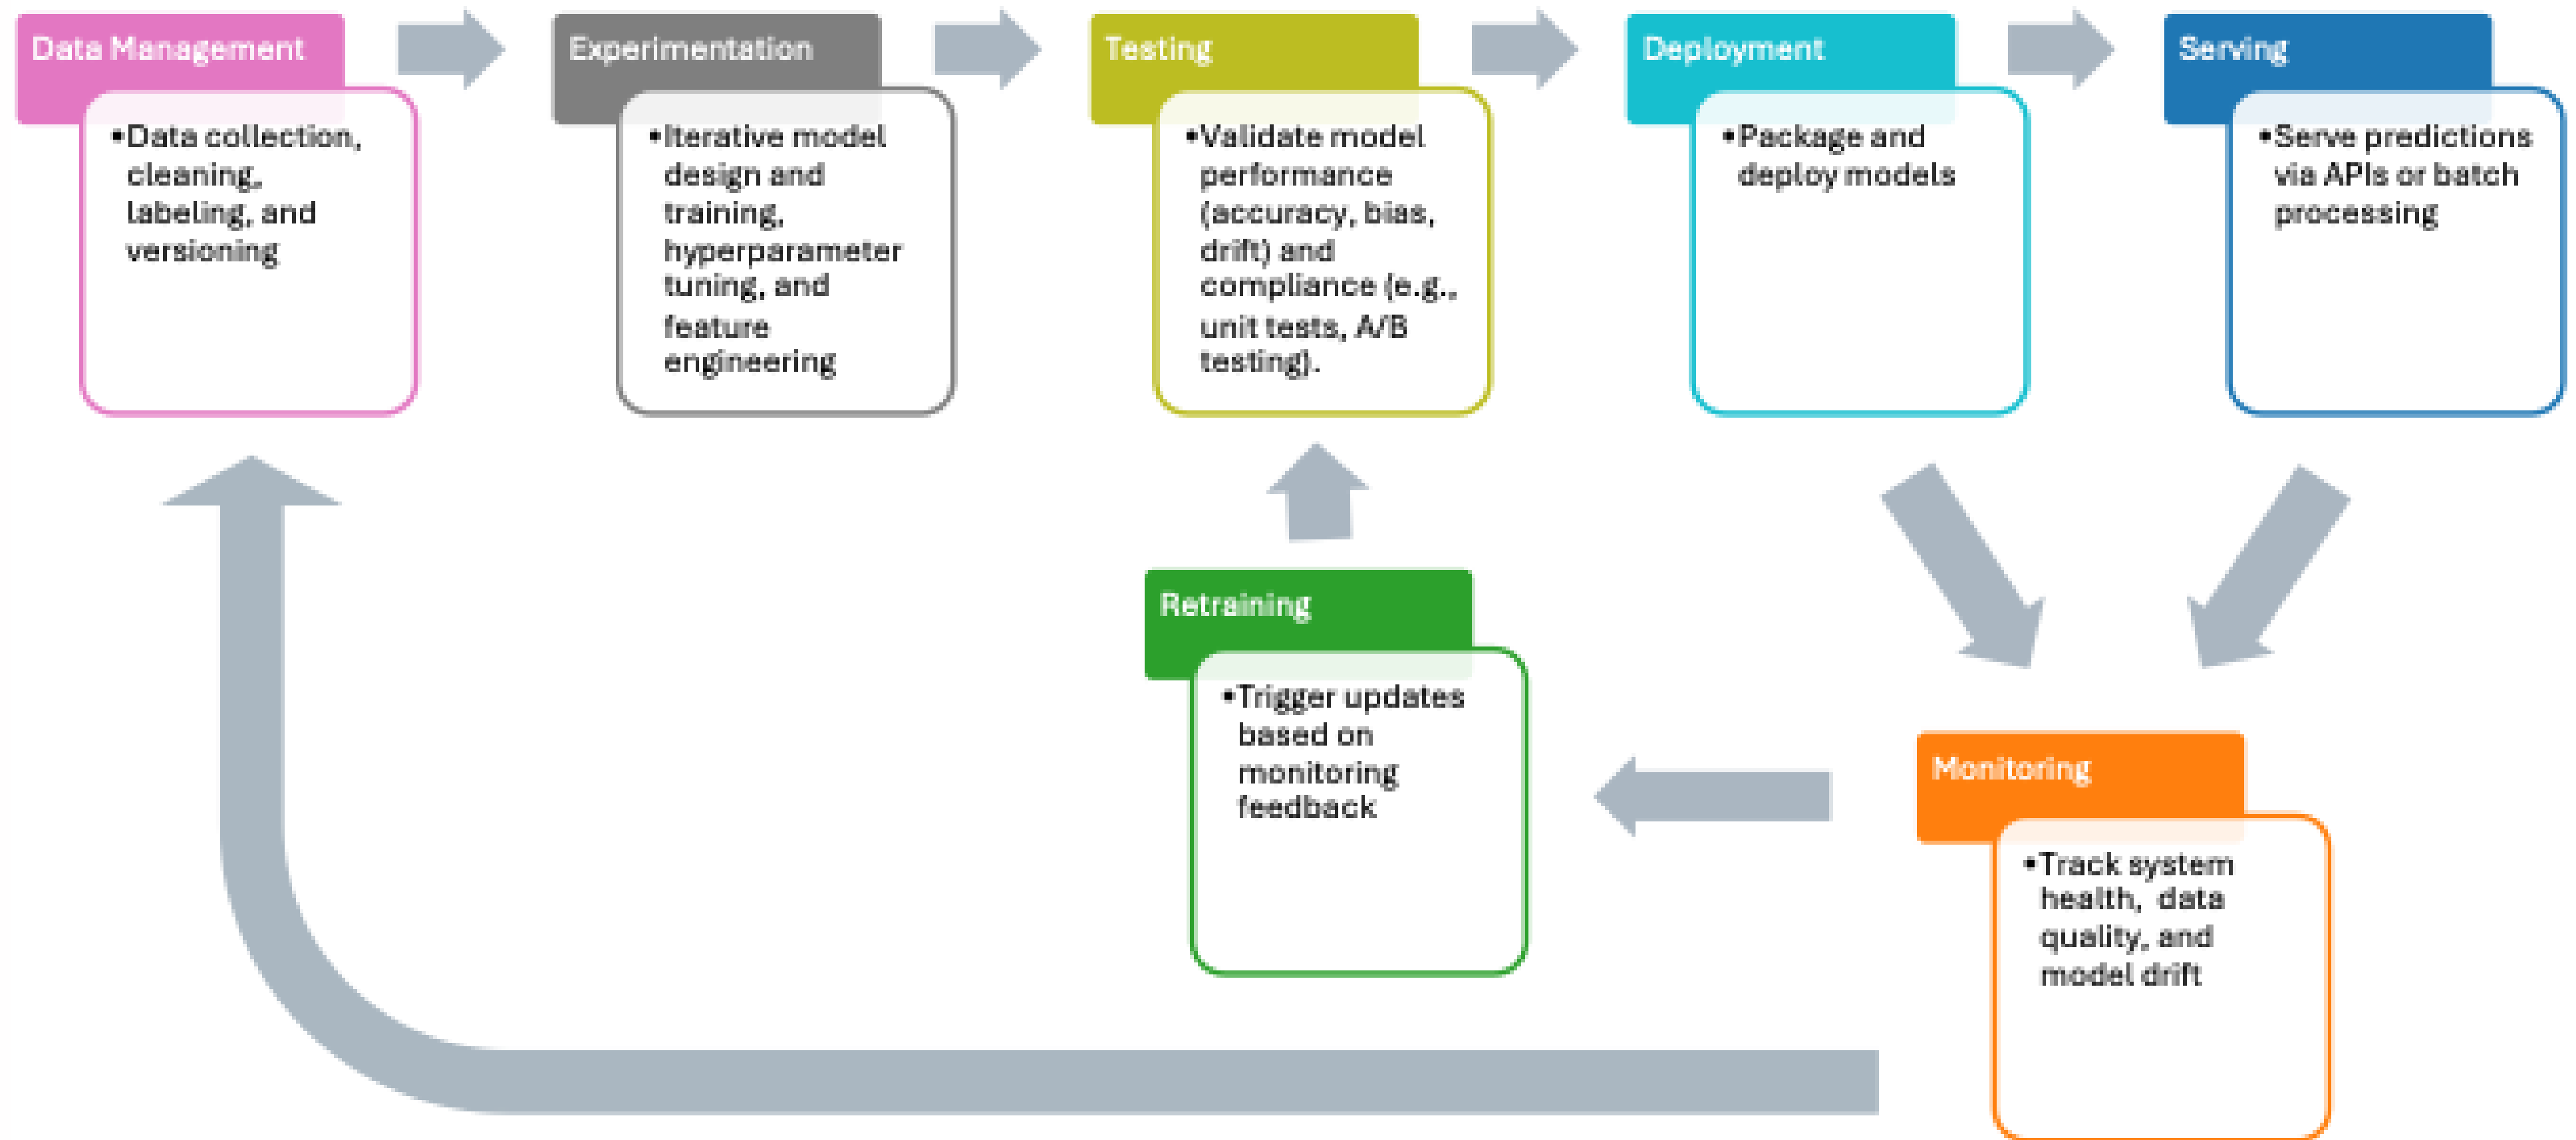 Data Management
•Data collection,
cleaning,
labeling, and
versioning
Experimentation
•Iterative model
design and
training,
hyperparameter
tuning, and
feature
engineering
Testing
•Validate model
performance
(accuracy, bias,
drift) and
compliance (e.g.,
unit tests, A/B
testing).
Deployment
•Package and
deploy models
Serving
•Serve predictions
via APIs or batch
processing
Retraining
•Trigger updates
based on
monitoring
feedback
Monitoring
•Track system
health, data
quality, and
model drift